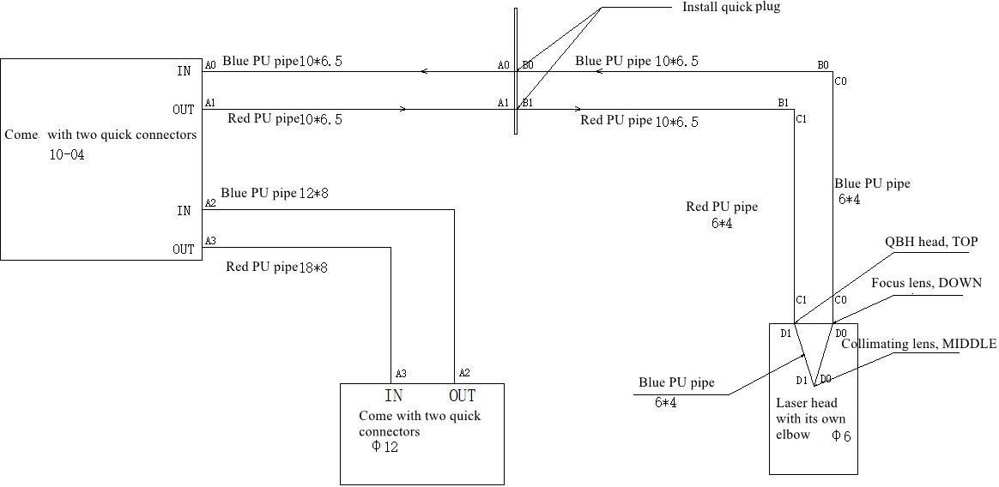 Install quick plug
IN
A0
Blue PU pipe10*6.5
A0
B0
Blue PU pipe 10*6.5
B0
C0
OUT
A1
Red PU pipe10*6.5
A1
B1
Red PU pipe 10*6.5
B1
C1
Come with two quick connectors
10-04
IN
A2
Blue PU pipe 12*8
OUT
A3
Red PU pipe18*8
Red PU pipe
6*4
Blue PU pipe
6*4
QBH head, TOP
Focus lens, DOWN
C1
C0
D1
D0
Collimating lens, MIDDLE
D1
D0
Blue PU pipe
6*4
A3
A2
IN
OUT
Come with two quick
connectors
Φ12
Laser head
with its own
elbow Φ6